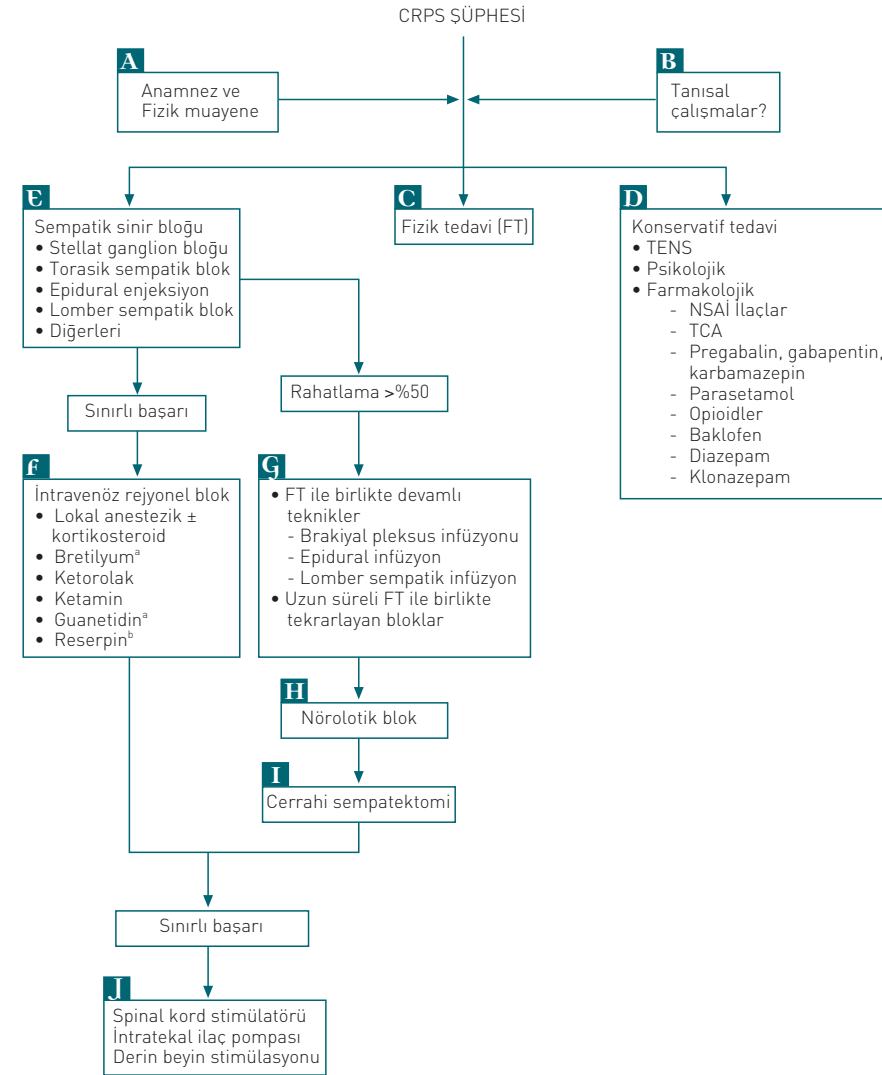 CRPS ŞÜPHESİ
A
Anamnez ve
Fizik muayene
B
Tanısal
çalışmalar?
E
Sempatik sinir bloğu
• Stellat ganglion bloğu
• Torasik sempatik blok
• Epidural enjeksiyon
• Lomber sempatik blok
• Diğerleri
C
Fizik tedavi (FT)
D
Konservatif tedavi
• TENS
• Psikolojik
• Farmakolojik
- NSAİ İlaçlar
- TCA
- Pregabalin, gabapentin,
karbamazepin
- Parasetamol
- Opioidler
- Baklofen
- Diazepam
- Klonazepam
Sınırlı başarı
Rahatlama >%50
F
İntravenöz rejyonel blok
• Lokal anestezik ±
kortikosteroid
• Bretilyumᵃ
• Ketorolak
• Ketamin
• Guanetidinᵃ
• Reserpinᵇ
G
• FT ile birlikte devamlı
teknikler
- Brakiyal pleksus infüzyonu
- Epidural infüzyon
- Lomber sempatik infüzyon
• Uzun süreli FT ile birlikte
tekrarlayan bloklar
H
Nörolotik blok
I
Cerrahi sempatektomi
Sınırlı başarı
J
Spinal kord stimülatörü
İntratekal ilaç pompası
Derin beyin stimülasyonu